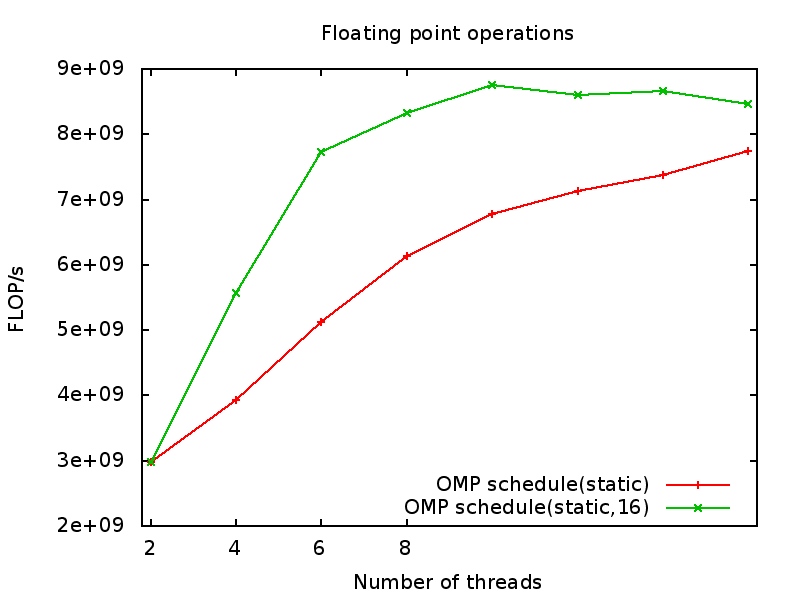 Floating point operations
9e+09
8e+09
7e+09
6e+09
5e+09
4e+09
3e+09
2e+09
FLOP/s
OMP schedule(static)
OMP schedule(static,16)
2 4 6 8
Number of threads